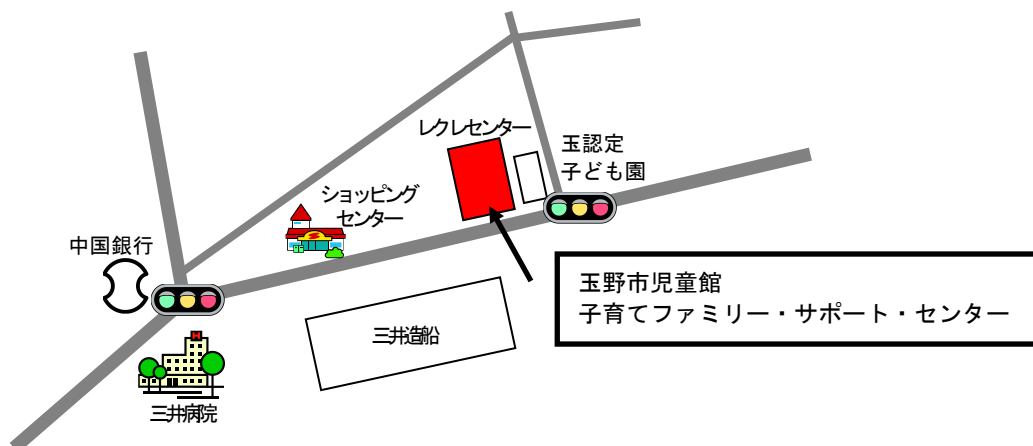 レクレセンター
玉認定
子ども園
ショッピング
センター
中国銀行
玉野市児童館
子育てファミリー・サポート・センター
三井造船
三井病院